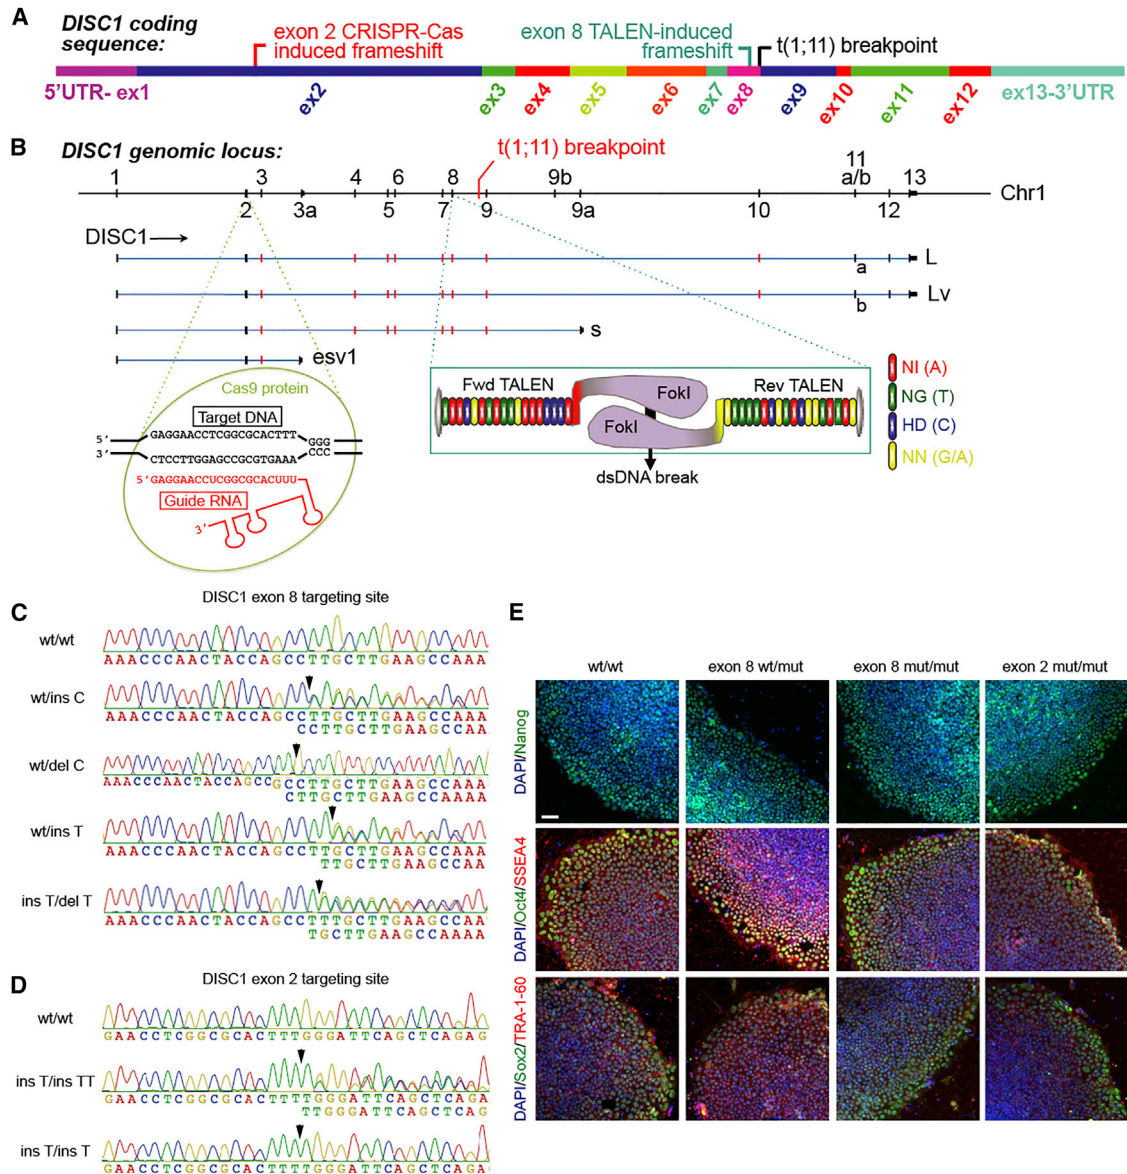 A
DISC1 coding
sequence:
exon 2 CRISPR-Cas
induced frameshift
exon 8 TALEN-induced
frameshift
t(1;11) breakpoint
5'UTR- ex1
ex2
ex3
ex4
ex5
ex6
ex7
ex8
ex9
ex10
ex11
ex12
ex13-3'UTR
B
DISC1 genomic locus:
t(1;11) breakpoint
1 3 4 6 8 9b 11 a/b 13
2 3a 5 7 9 9a 10 12
Chr1
DISC1
L
a
Lv
b
s
esv1
Cas9 protein
Target DNA
5' GAGGAACCTCGGCGCACTTT GGG
3' CTCCTTGGAGCCGCGTGAAA CCC
5'GAGGAACCUCGGCGCACUUU
Guide RNA
3'
Fwd TALEN
FokI
Rev TALEN
FokI
dsDNA break
NI (A)
NG (T)
HD (C)
NN (G/A)
C
DISC1 exon 8 targeting site
wt/wt
AAACCCAACTACCAGCCTTGCTTGAAGCCAAA
wt/ins C
AAACCCAACTACCAGCCTTGCTTGAAGCCAAA
CCTTGCTTGAAGCCAA
wt/del C
AAACCCAACTACCAGCCGCCTTGCTTGAAGCCAAAA
CTTGCTTGAAGCCAAAA
wt/ins T
AAACCCAACTACCAGCCTTGCTTGAAGCCAAA
TTGCTTGAAGCCAA
ins T/del T
AAACCCAACTACCAGCCTTTGCTTGAAGCCAA
TGCTTGAAGCCAAAA
D
DISC1 exon 2 targeting site
wt/wt
GAACCTCGGCGCACTTTGGGATTCAGCTCAGAG
ins T/ins TT
GAACCTCGGCGCACTTTTGGGATTCAGCTCAGA
TTGGGATTCAGCTCAG
ins T/ins T
GAACCTCGGCGCACTTTTGGGATTCAGCTCAGA
E
wt/wt
exon 8 wt/mut
exon 8 mut/mut
exon 2 mut/mut
DAPI/Nanog
DAPI/Oct4/SSEA4
DAPI/Sox2/TRA-1-60